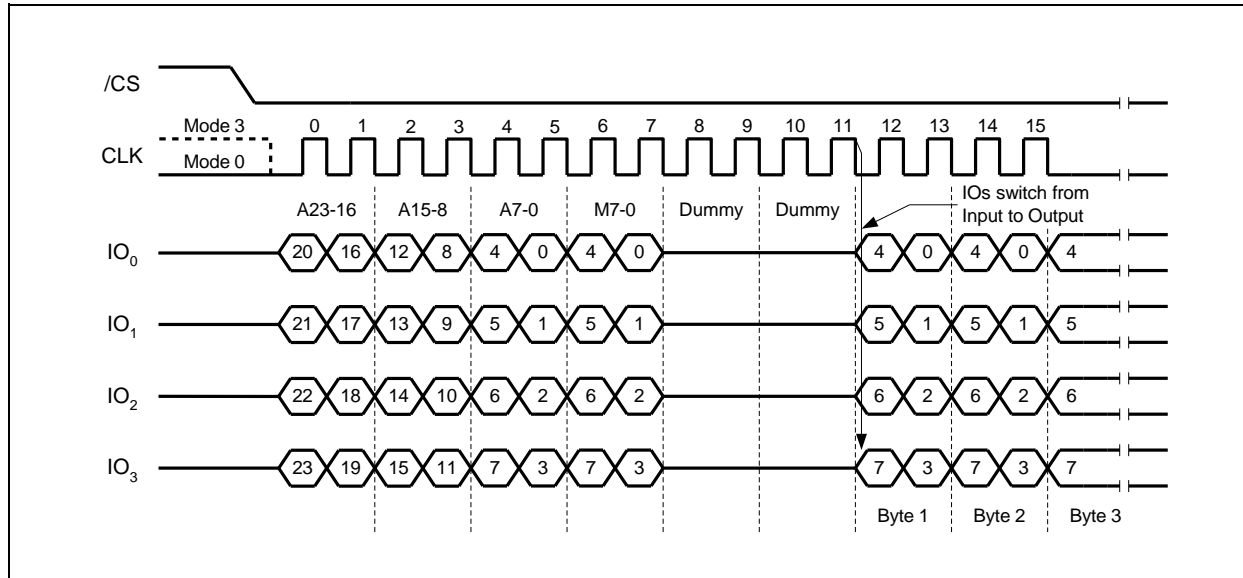 /CS
Mode 3 0 1 2 3 4 5 6 7 8 9 10 11 12 13 14 15
CLK
Mode 0
IOs switch from
Input to Output
A23-16 A15-8 A7-0 M7-0 Dummy Dummy
IO0 20 16 12 8 4 0 4 0 4 0 4 0 4
IO1 21 17 13 9 5 1 5 1 5 1 5 1 5
IO2 22 18 14 10 6 2 6 2 6 2 6 2 6
IO3 23 19 15 11 7 3 7 3 7 3 7 3 7
Byte 1 Byte 2 Byte 3